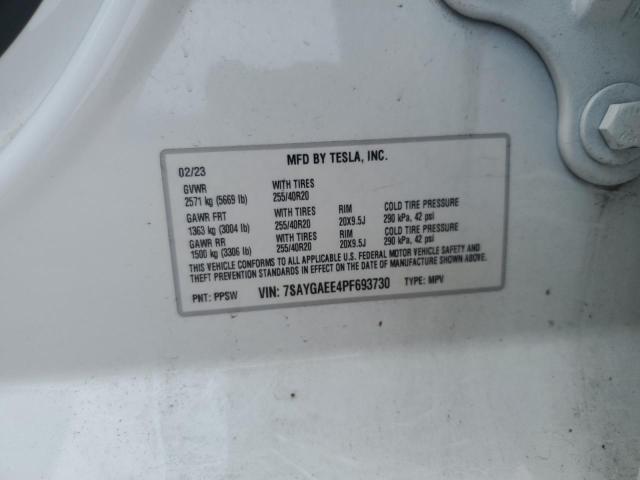 MFD BY TESLA, INC.
02/23
GVWR WITH TIRES
2571 kg (5669 lb) 255/40R20
GAWR FRT WITH TIRES RIM COLD TIRE PRESSURE
1363 kg (3004 lb) 255/40R20 20X9.5J 290 kPa, 42 psi
GAWR RR WITH TIRES RIM COLD TIRE PRESSURE
1500 kg (3306 lb) 255/40R20 20X9.5J 290 kPa, 42 psi
THIS VEHICLE CONFORMS TO ALL APPLICABLE U.S. FEDERAL MOTOR VEHICLE SAFETY AND
THEFT PREVENTION STANDARDS IN EFFECT ON THE DATE OF MANUFACTURE SHOWN ABOVE.
PNT: PPSW VIN: 7SAYGAEE4PF693730 TYPE: MPV